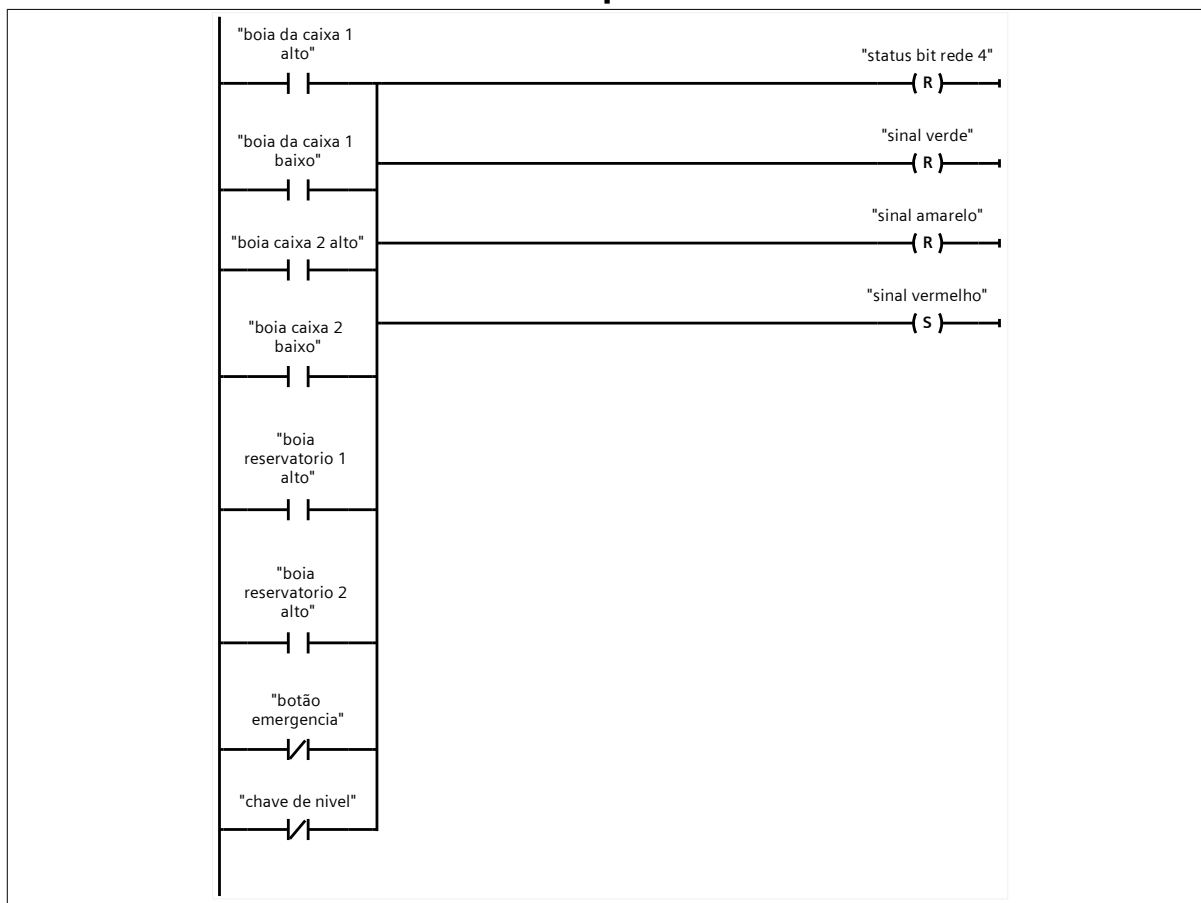 "boia da caixa 1
alto"
"status bit rede 4"
R
"boia da caixa 1
baixo"
"sinal verde"
R
"boia caixa 2 alto"
"sinal amarelo"
R
"boia caixa 2
baixo"
"sinal vermelho"
S
"boia
reservatorio 1
alto"
"boia
reservatorio 2
alto"
"botão
emergencia"
"chave de nivel"